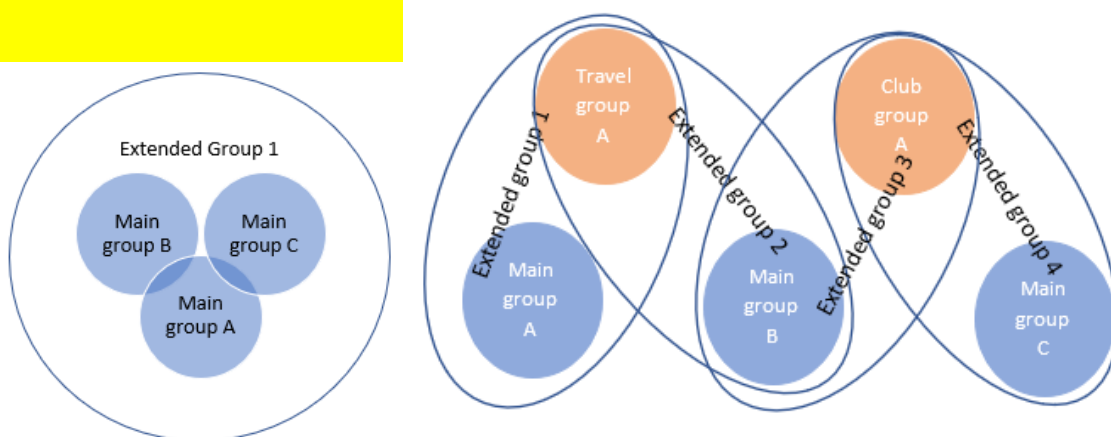 Extended Group 1
Main
group B
Main
group C
Main
group A
Travel
group
A
Club
group
A
Extended group 1
Extended group 2
Extended group 3
Extended group 4
Main
group
A
Main
group
B
Main
group
C